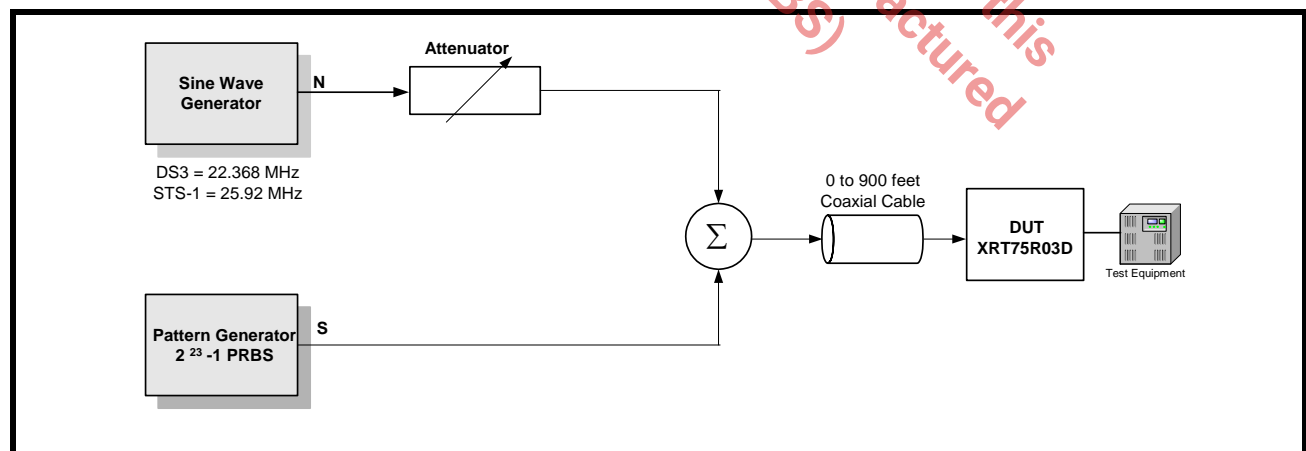 this
actured
BS)
Sine Wave
Generator
N
Attenuator
DS3 = 22.368 MHz
STS-1 = 25.92 MHz
0 to 900 feet
Coaxial Cable
Σ
DUT
XRT75R03D
Test Equipment
Pattern Generator
2 23 -1 PRBS
S